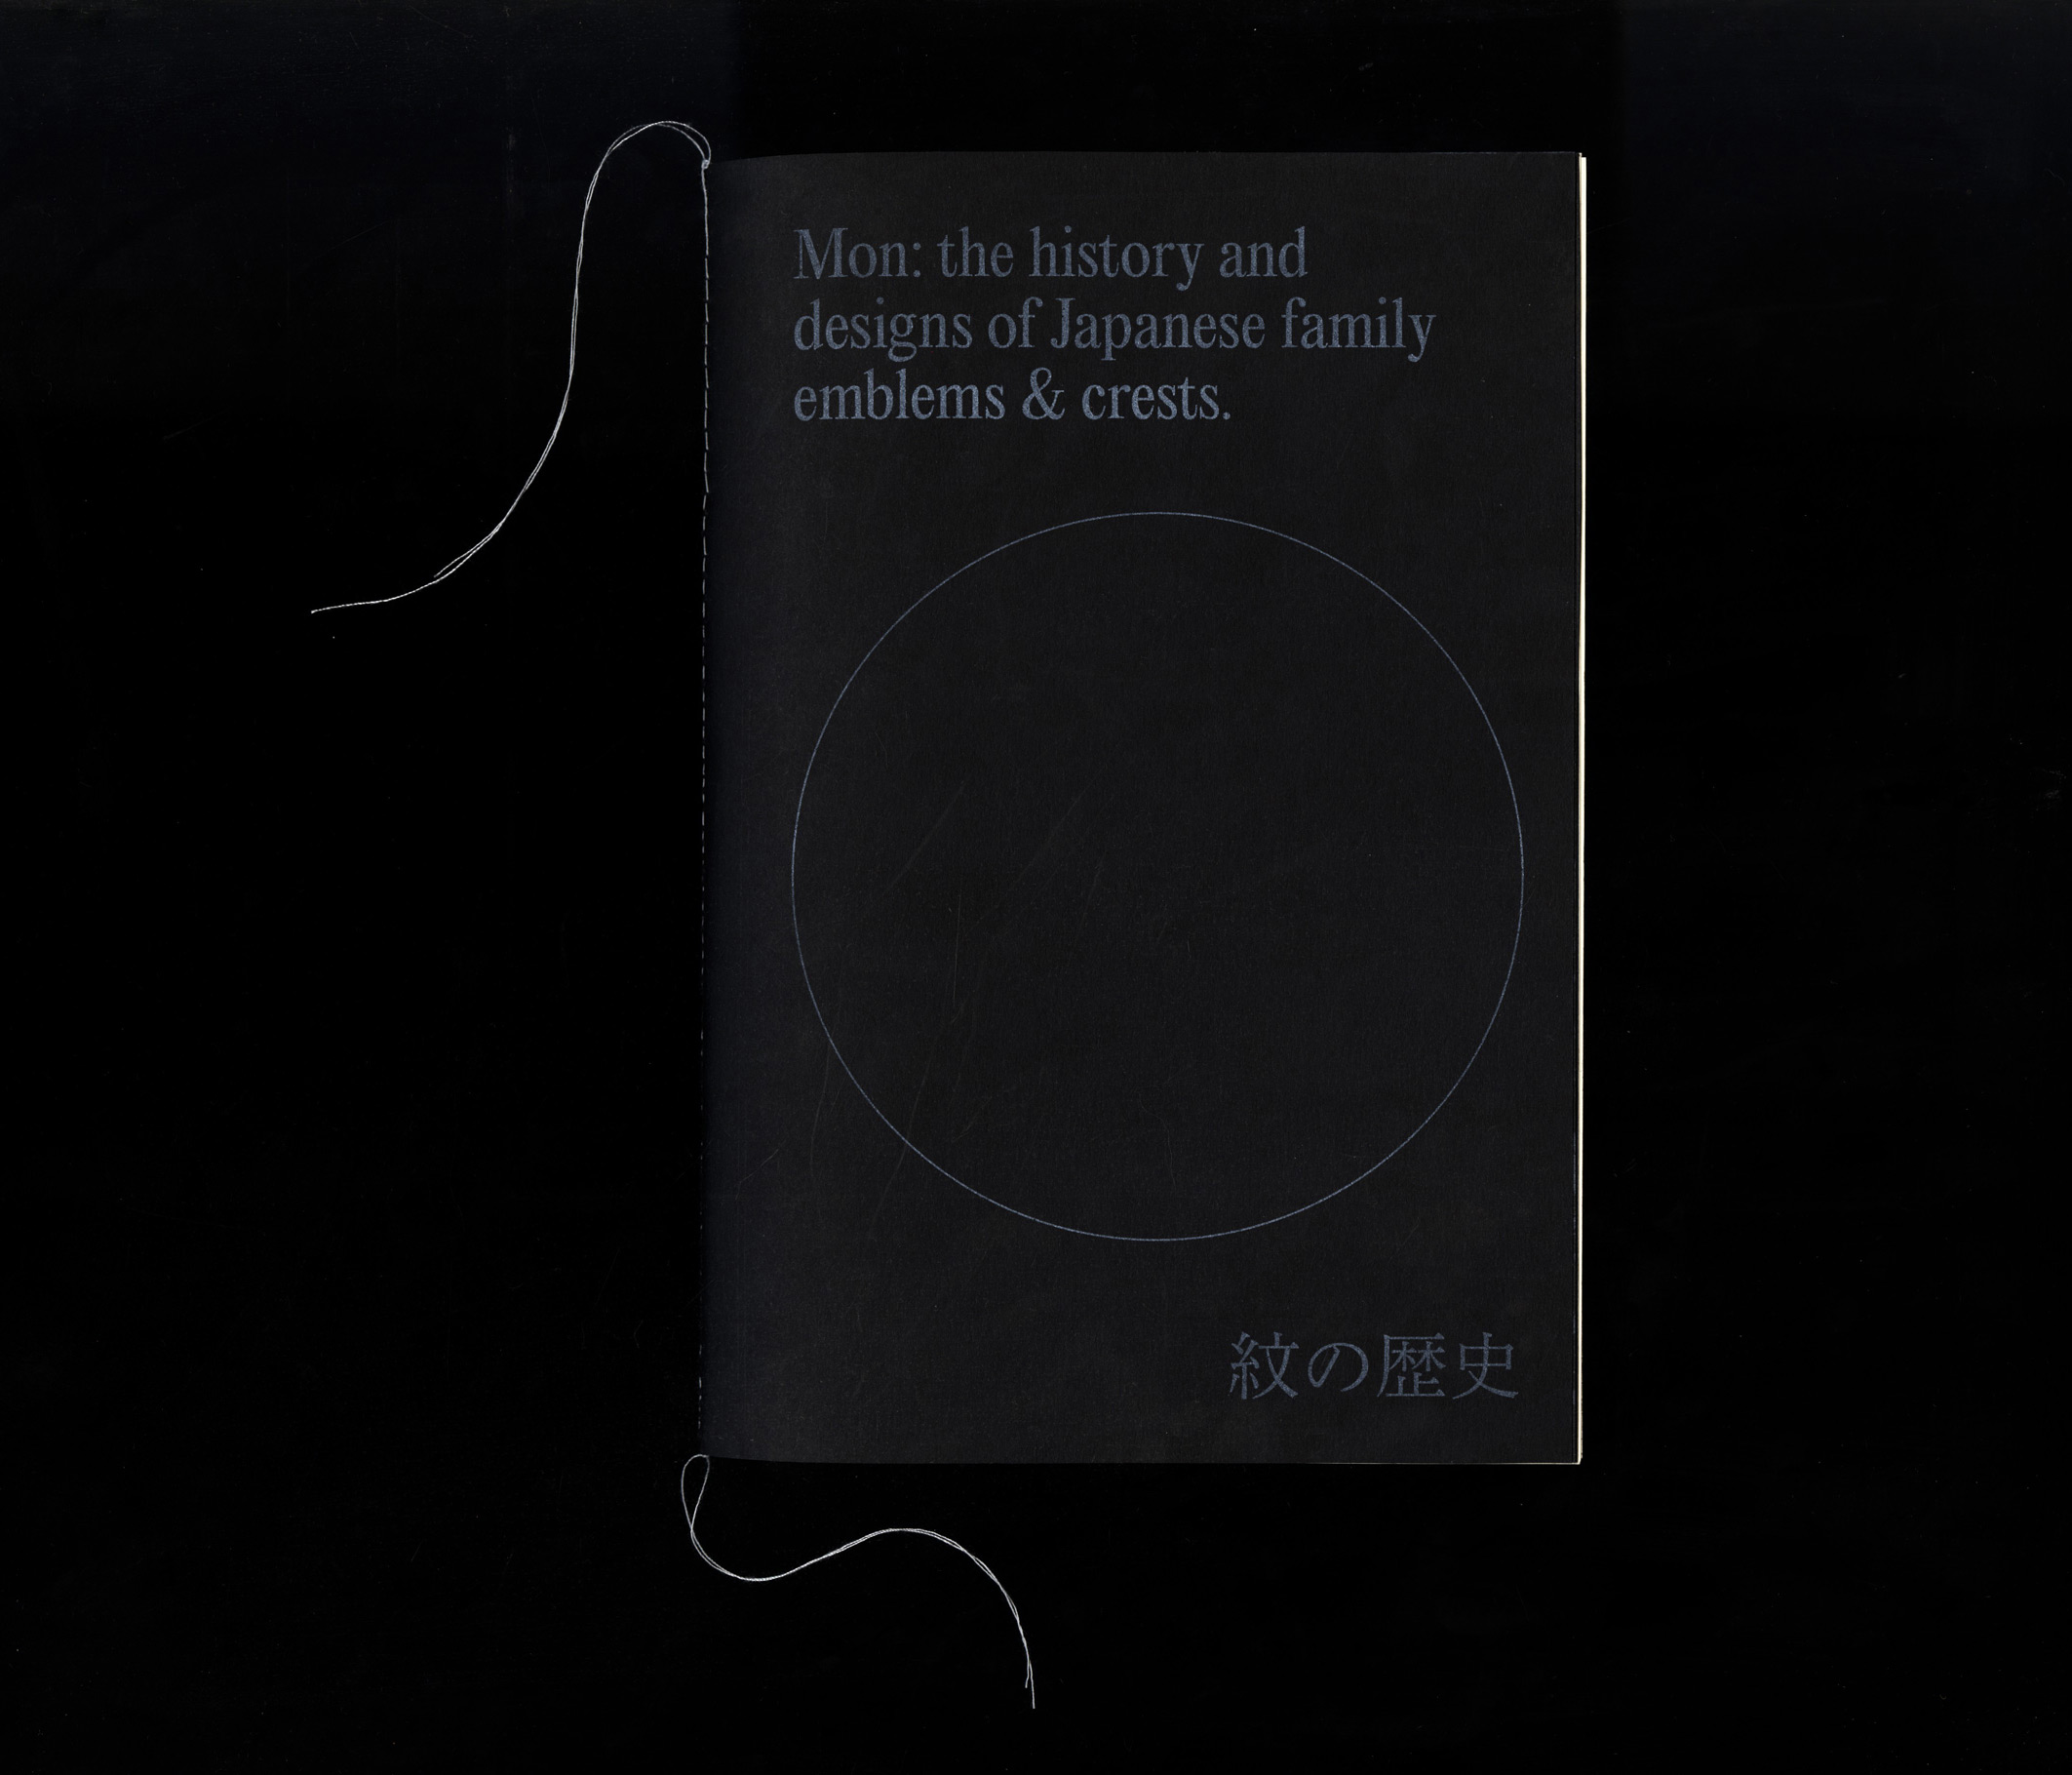 Mon: the history and
designs of Japanese family
emblems & crests.
紋の歴史